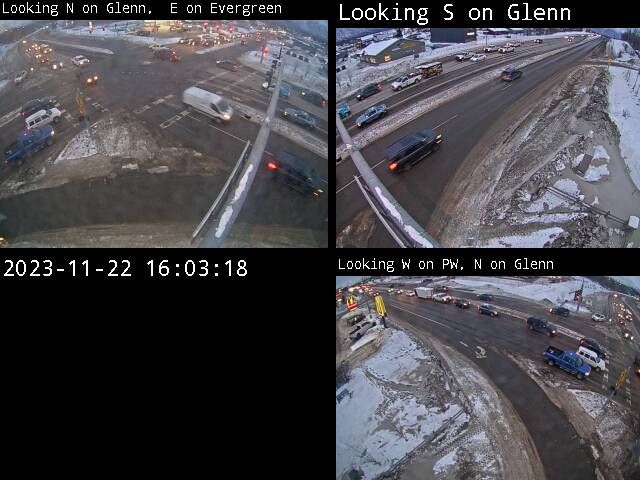 Looking N on Glenn, E on Evergreen
Looking S on Glenn
2023-11-22 16:03:18
Looking W on PW, N on Glenn